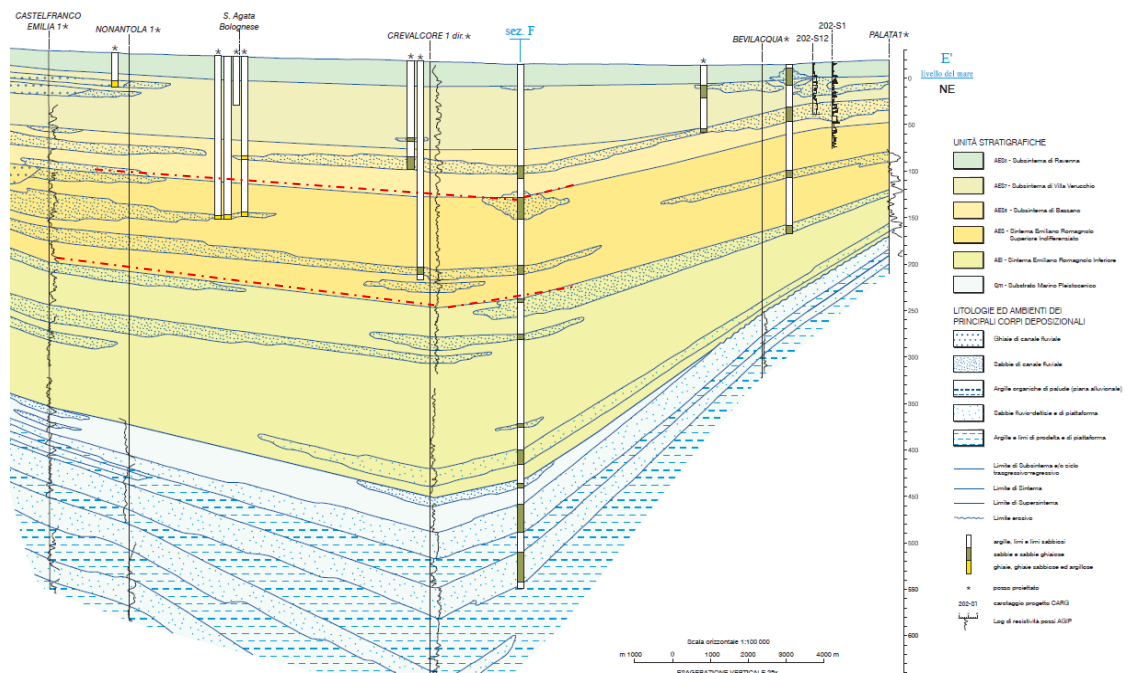 CASTELFRANCO
EMILIA 1*
NONANTOLA 1*
S. Agata
Bolognese
CREVALCORE 1 dir.*
sez. F
BEVILACQUA*
202-S12
202-S1
PALATA1*
E'
livello del mare
NE
0
50
100
150
200
250
300
350
400
450
500
550
600
UNITÀ STRATIGRAFICHE
AES8 - Subsintema di Ravenna
AES7 - Subsintema di Villa Verucchio
AES6 - Subsintema di Bassano
AES - Sintema Emiliano Romagnolo
Superiore Indifferenziato
AEI - Sintema Emiliano Romagnolo Inferiore
Qm - Substrato Marino Pleistocenico
LITOLOGIE ED AMBIENTI DEI
PRINCIPALI CORPI DEPOSIZIONALI
Ghiaie di canale fluviale
Sabbie di canale fluviale
Argille organiche di palude (piana alluvionale)
Sabbie fluvio-deltizie e di piattaforma
Argille e limi di prodelta e di piattaforma
Limite di Subsintema e/o ciclo
trasgressivo-regressivo
Limite di Sintema
Limite di Supersintema
Limite erosivo
argille, limi e limi sabbiosi
sabbie e sabbie ghiaiose
ghiaie, ghiaie sabbiose ed argillose
* pozzo proiettato
202-S1 carotaggio progetto CARG
Log di resistività pozzi AGIP
Scala orizzontale 1:100 000
m 1000 0 1000 2000 3000 4000 m
ESAGERAZIONE VERTICALE 25x